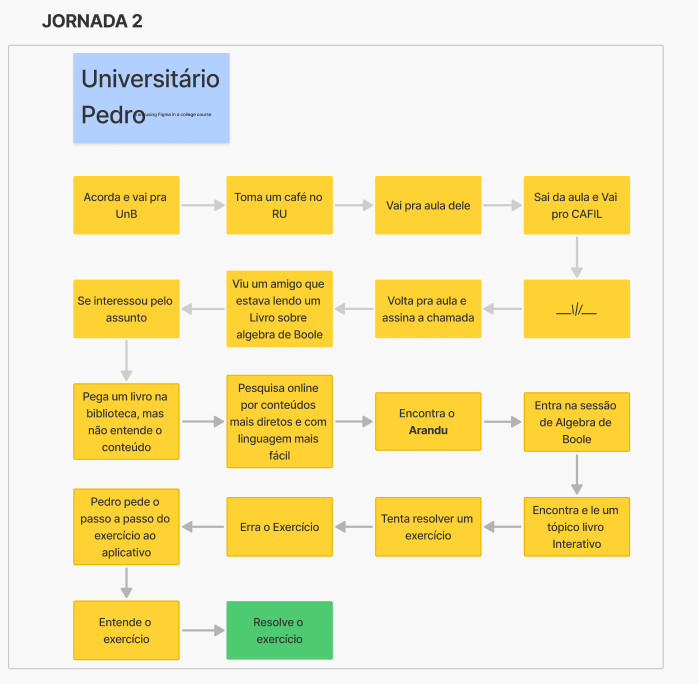 JORNADA 2
Universitário
Pedro
using Figma in a college course
Acorda e vai pra
UnB
Toma um café no
RU
Vai pra aula dele
Sai da aula e Vai
pro CAFIL
__\|/__
Volta pra aula e
assina a chamada
Viu um amigo que
estava lendo um
Livro sobre
algebra de Boole
Se interessou pelo
assunto
Pega um livro na
biblioteca, mas
não entende o
conteúdo
Pesquisa online
por conteúdos
mais diretos e com
linguagem mais
fácil
Encontra o
Arandu
Entra na sessão
de Algebra de
Boole
Encontra e le um
tópico livro
Interativo
Tenta resolver um
exercício
Erra o Exercício
Pedro pede o
passo a passo do
exercício ao
aplicativo
Entende o
exercício
Resolve o
exercício